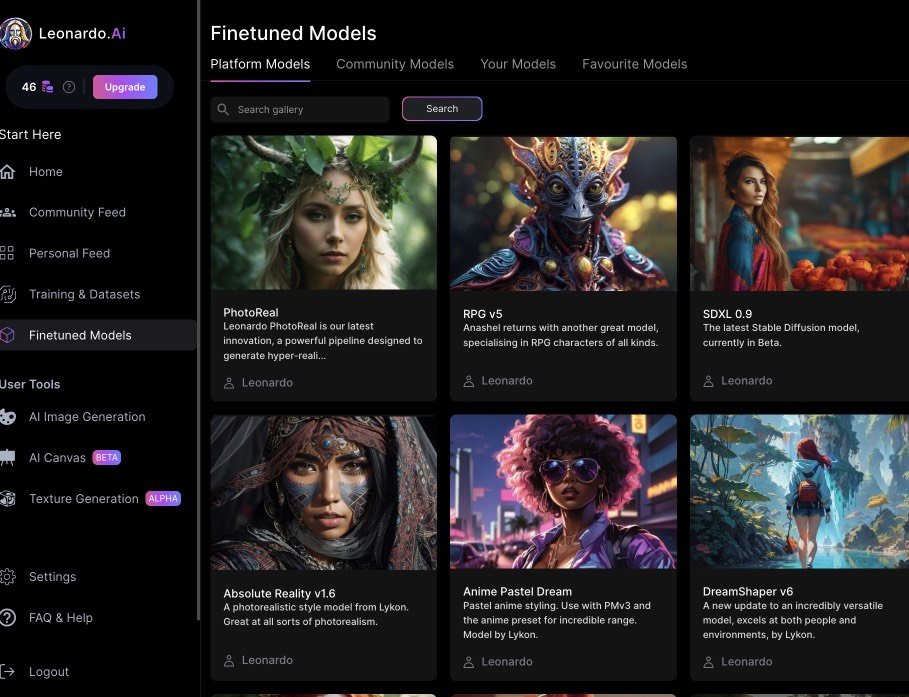 Leonardo.Ai
46
Upgrade
Start Here
Home
Community Feed
Personal Feed
Training & Datasets
Finetuned Models
User Tools
AI Image Generation
AI Canvas BETA
Texture Generation ALPHA
Settings
FAQ & Help
Logout
Finetuned Models
Platform Models
Community Models
Your Models
Favourite Models
Search gallery
Search
PhotoReal
Leonardo PhotoReal is our latest
innovation, a powerful pipeline designed to
generate hyper-reali...
Leonardo
RPG v5
Anashel returns with another great model,
specialising in RPG characters of all kinds.
Leonardo
SDXL 0.9
The latest Stable Diffusion model,
currently in Beta.
Leonardo
Absolute Reality v1.6
A photorealistic style model from Lykon.
Great at all sorts of photorealism.
Leonardo
Anime Pastel Dream
Pastel anime styling. Use with PMv3 and
the anime preset for incredible range.
Model by Lykon.
Leonardo
DreamShaper v6
A new update to an incredibly versatile
model, excels at both people and
environments, by Lykon.
Leonardo